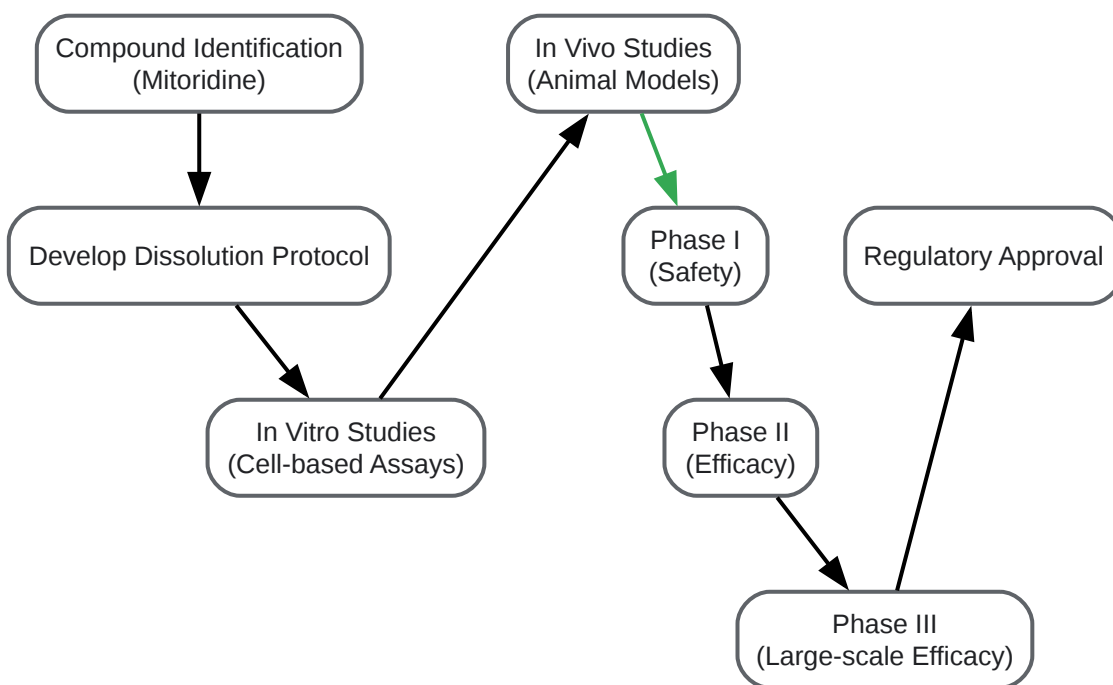 Compound Identification
(Mitoridine)
Develop Dissolution Protocol
In Vitro Studies
(Cell-based Assays)
In Vivo Studies
(Animal Models)
Phase I
(Safety)
Phase II
(Efficacy)
Phase III
(Large-scale Efficacy)
Regulatory Approval